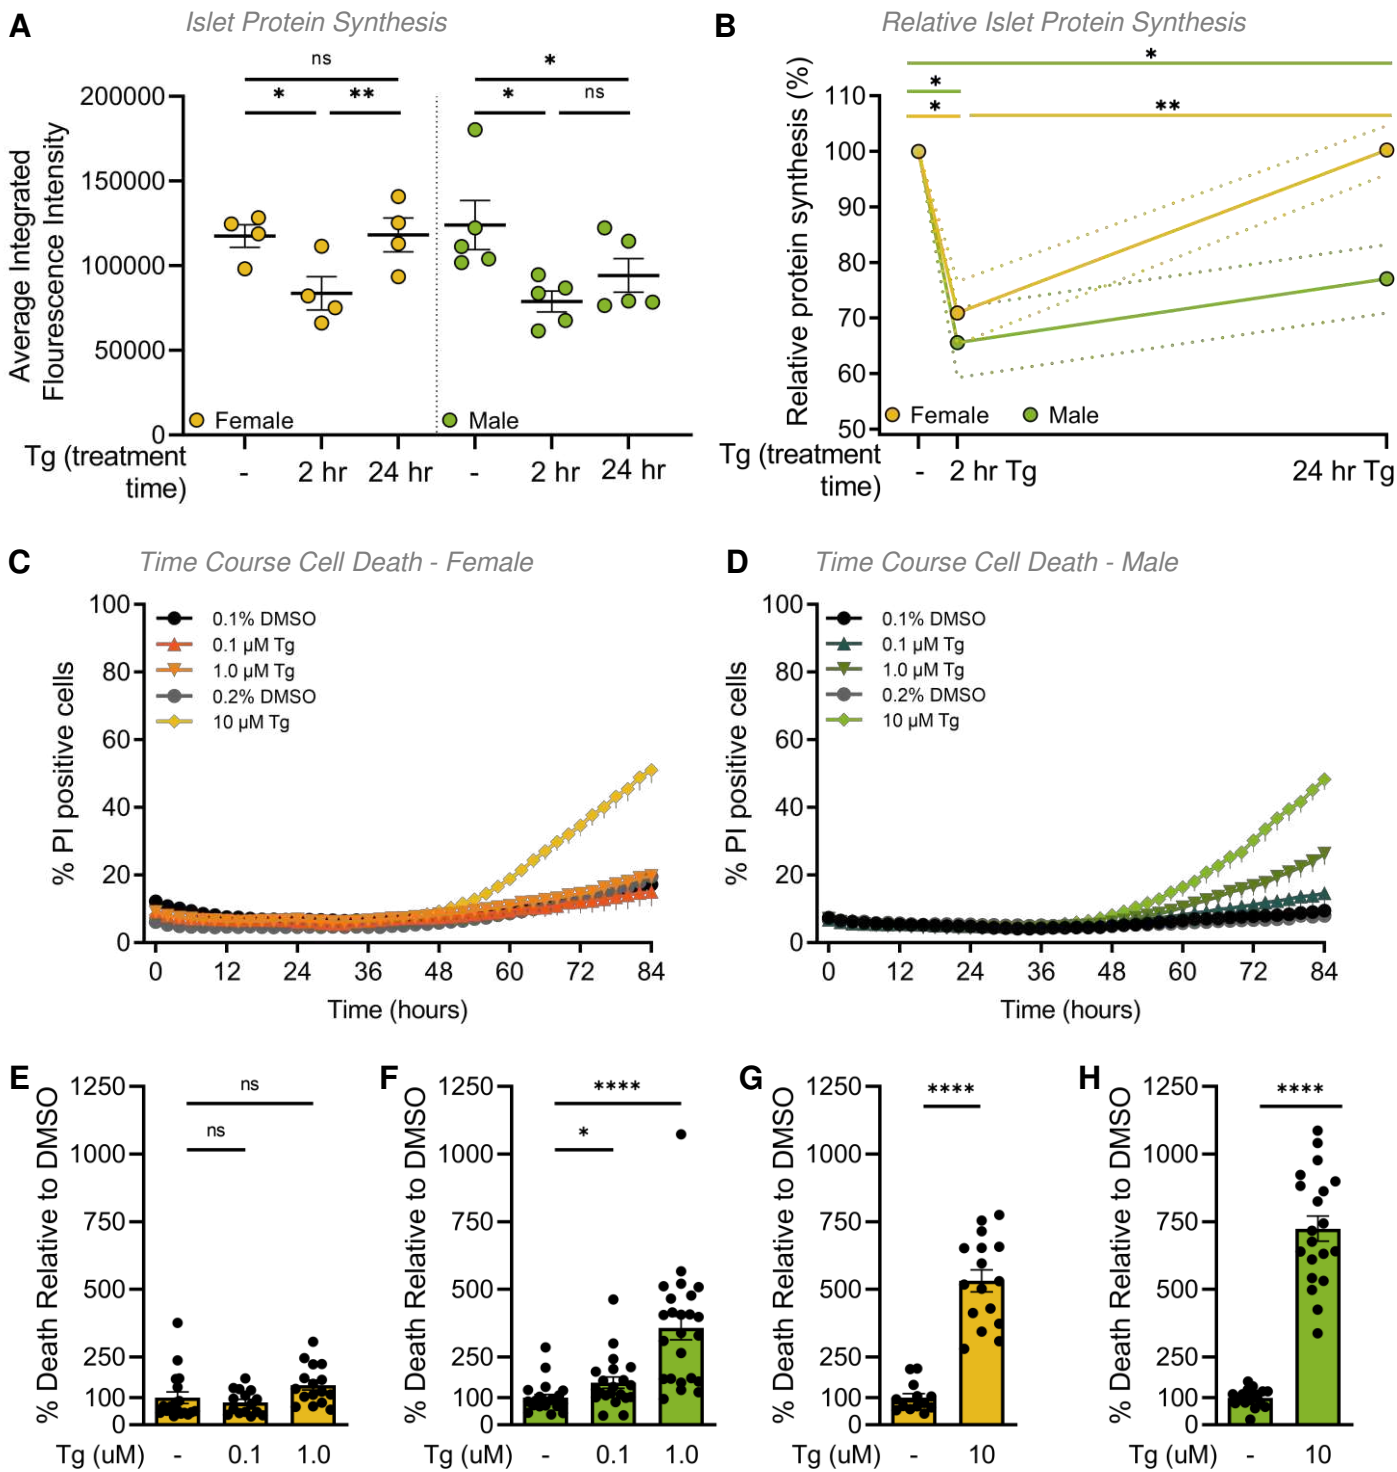 A
Islet Protein Synthesis
ns
*
**
*
*
ns
Average Integrated
Flourescence Intensity
200000
150000
100000
50000
0
Female
Male
Tg (treatment
time)
-
2 hr
24 hr
-
2 hr
24 hr
B
Relative Islet Protein Synthesis
*
*
*
**
Relative protein synthesis (%)
110
100
90
80
70
60
50
Female
Male
Tg (treatment
time)
-
2 hr Tg
24 hr Tg
C
Time Course Cell Death - Female
% PI positive cells
100
80
60
40
20
0
0.1% DMSO
0.1 µM Tg
1.0 µM Tg
0.2% DMSO
10 µM Tg
0
12
24
36
48
60
72
84
Time (hours)
D
Time Course Cell Death - Male
% PI positive cells
100
80
60
40
20
0
0.1% DMSO
0.1 µM Tg
1.0 µM Tg
0.2% DMSO
10 µM Tg
0
12
24
36
48
60
72
84
Time (hours)
E
% Death Relative to DMSO
1250
1000
750
500
250
100
0
ns
ns
Tg (uM)
-
0.1
1.0
F
% Death Relative to DMSO
1250
1000
750
500
250
100
0
****
*
Tg (uM)
-
0.1
1.0
G
% Death Relative to DMSO
1250
1000
750
500
250
100
0
****
Tg (uM)
-
10
H
% Death Relative to DMSO
1250
1000
750
500
250
100
0
****
Tg (uM)
-
10